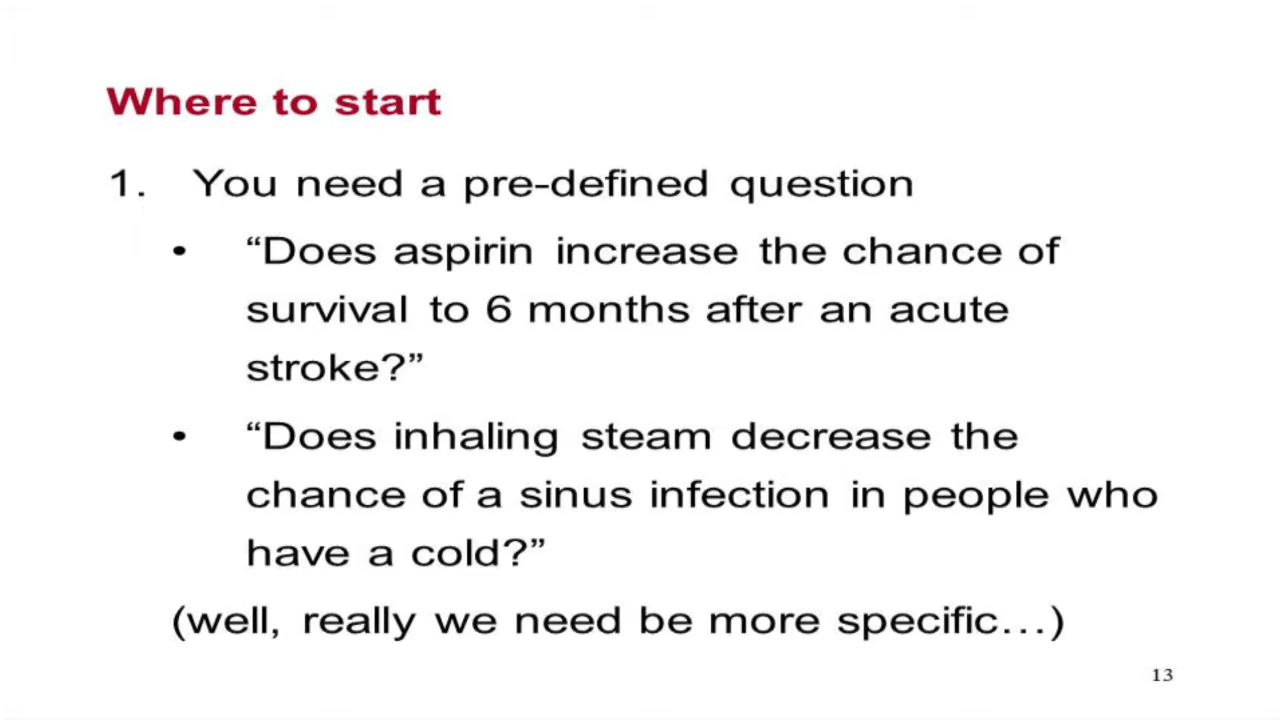 Where to start
1. You need a pre-defined question
• “Does aspirin increase the chance of
survival to 6 months after an acute
stroke?”
• “Does inhaling steam decrease the
chance of a sinus infection in people who
have a cold?”
(well, really we need be more specific…)
13